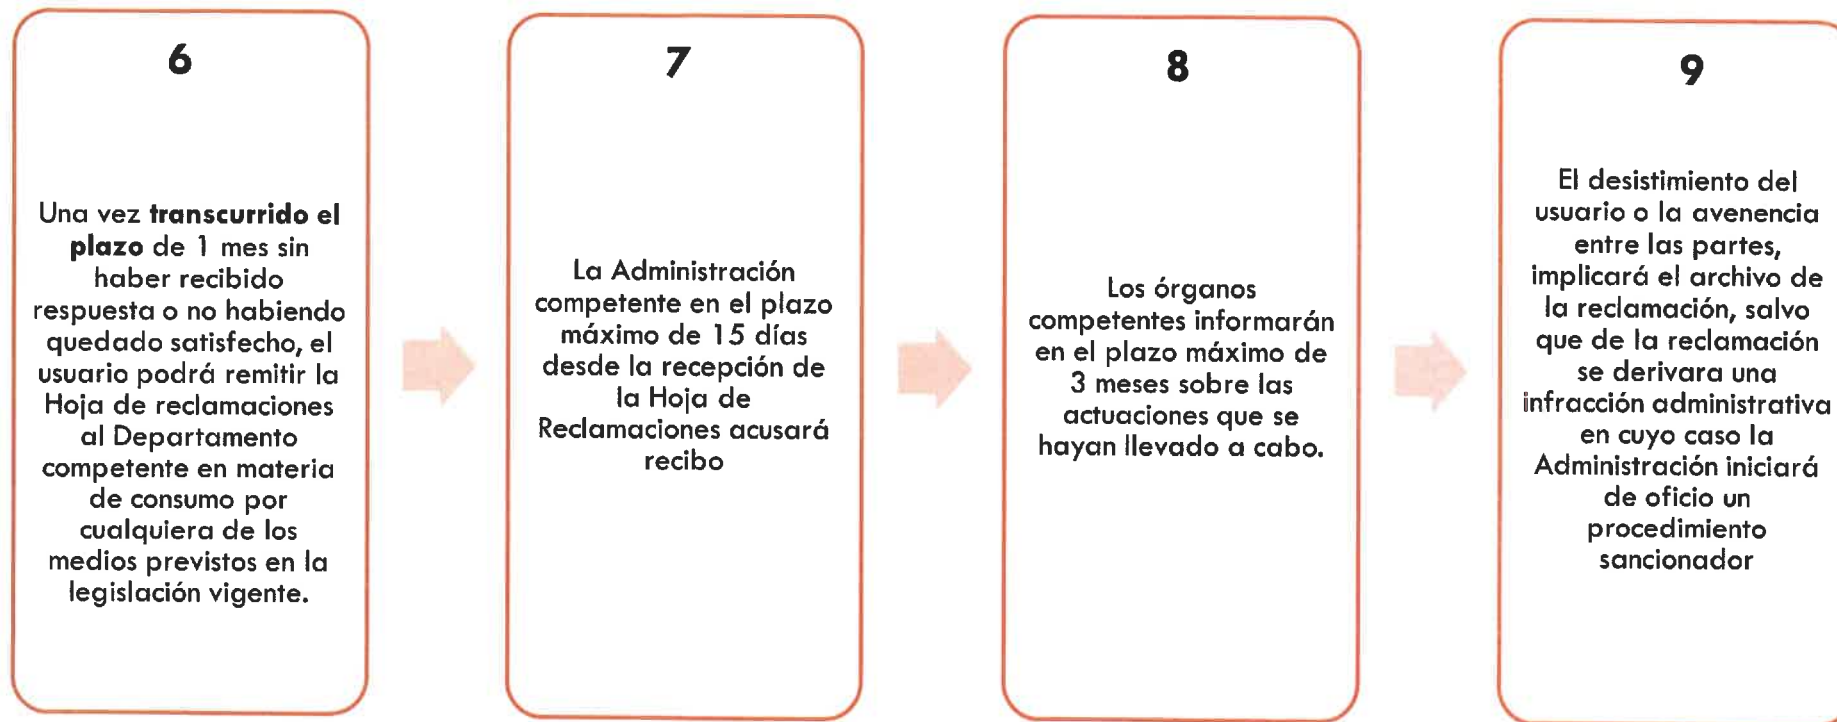 6
Una vez transcurrido el
plazo de 1 mes sin
haber recibido
respuesta o no habiendo
quedado satisfecho, el
usuario podrá remitir la
Hoja de reclamaciones
al Departamento
competente en materia
de consumo por
cualquiera de los
medios previstos en la
legislación vigente.
7
La Administración
competente en el plazo
máximo de 15 días
desde la recepción de
la Hoja de
Reclamaciones acusará
recibo
8
Los órganos
competentes informarán
en el plazo máximo de
3 meses sobre las
actuaciones que se
hayan llevado a cabo.
9
El desistimiento del
usuario o la avenencia
entre las partes,
implicará el archivo de
la reclamación, salvo
que de la reclamación
se derivara una
infracción administrativa
en cuyo caso la
Administración iniciará
de oficio un
procedimiento
sancionador